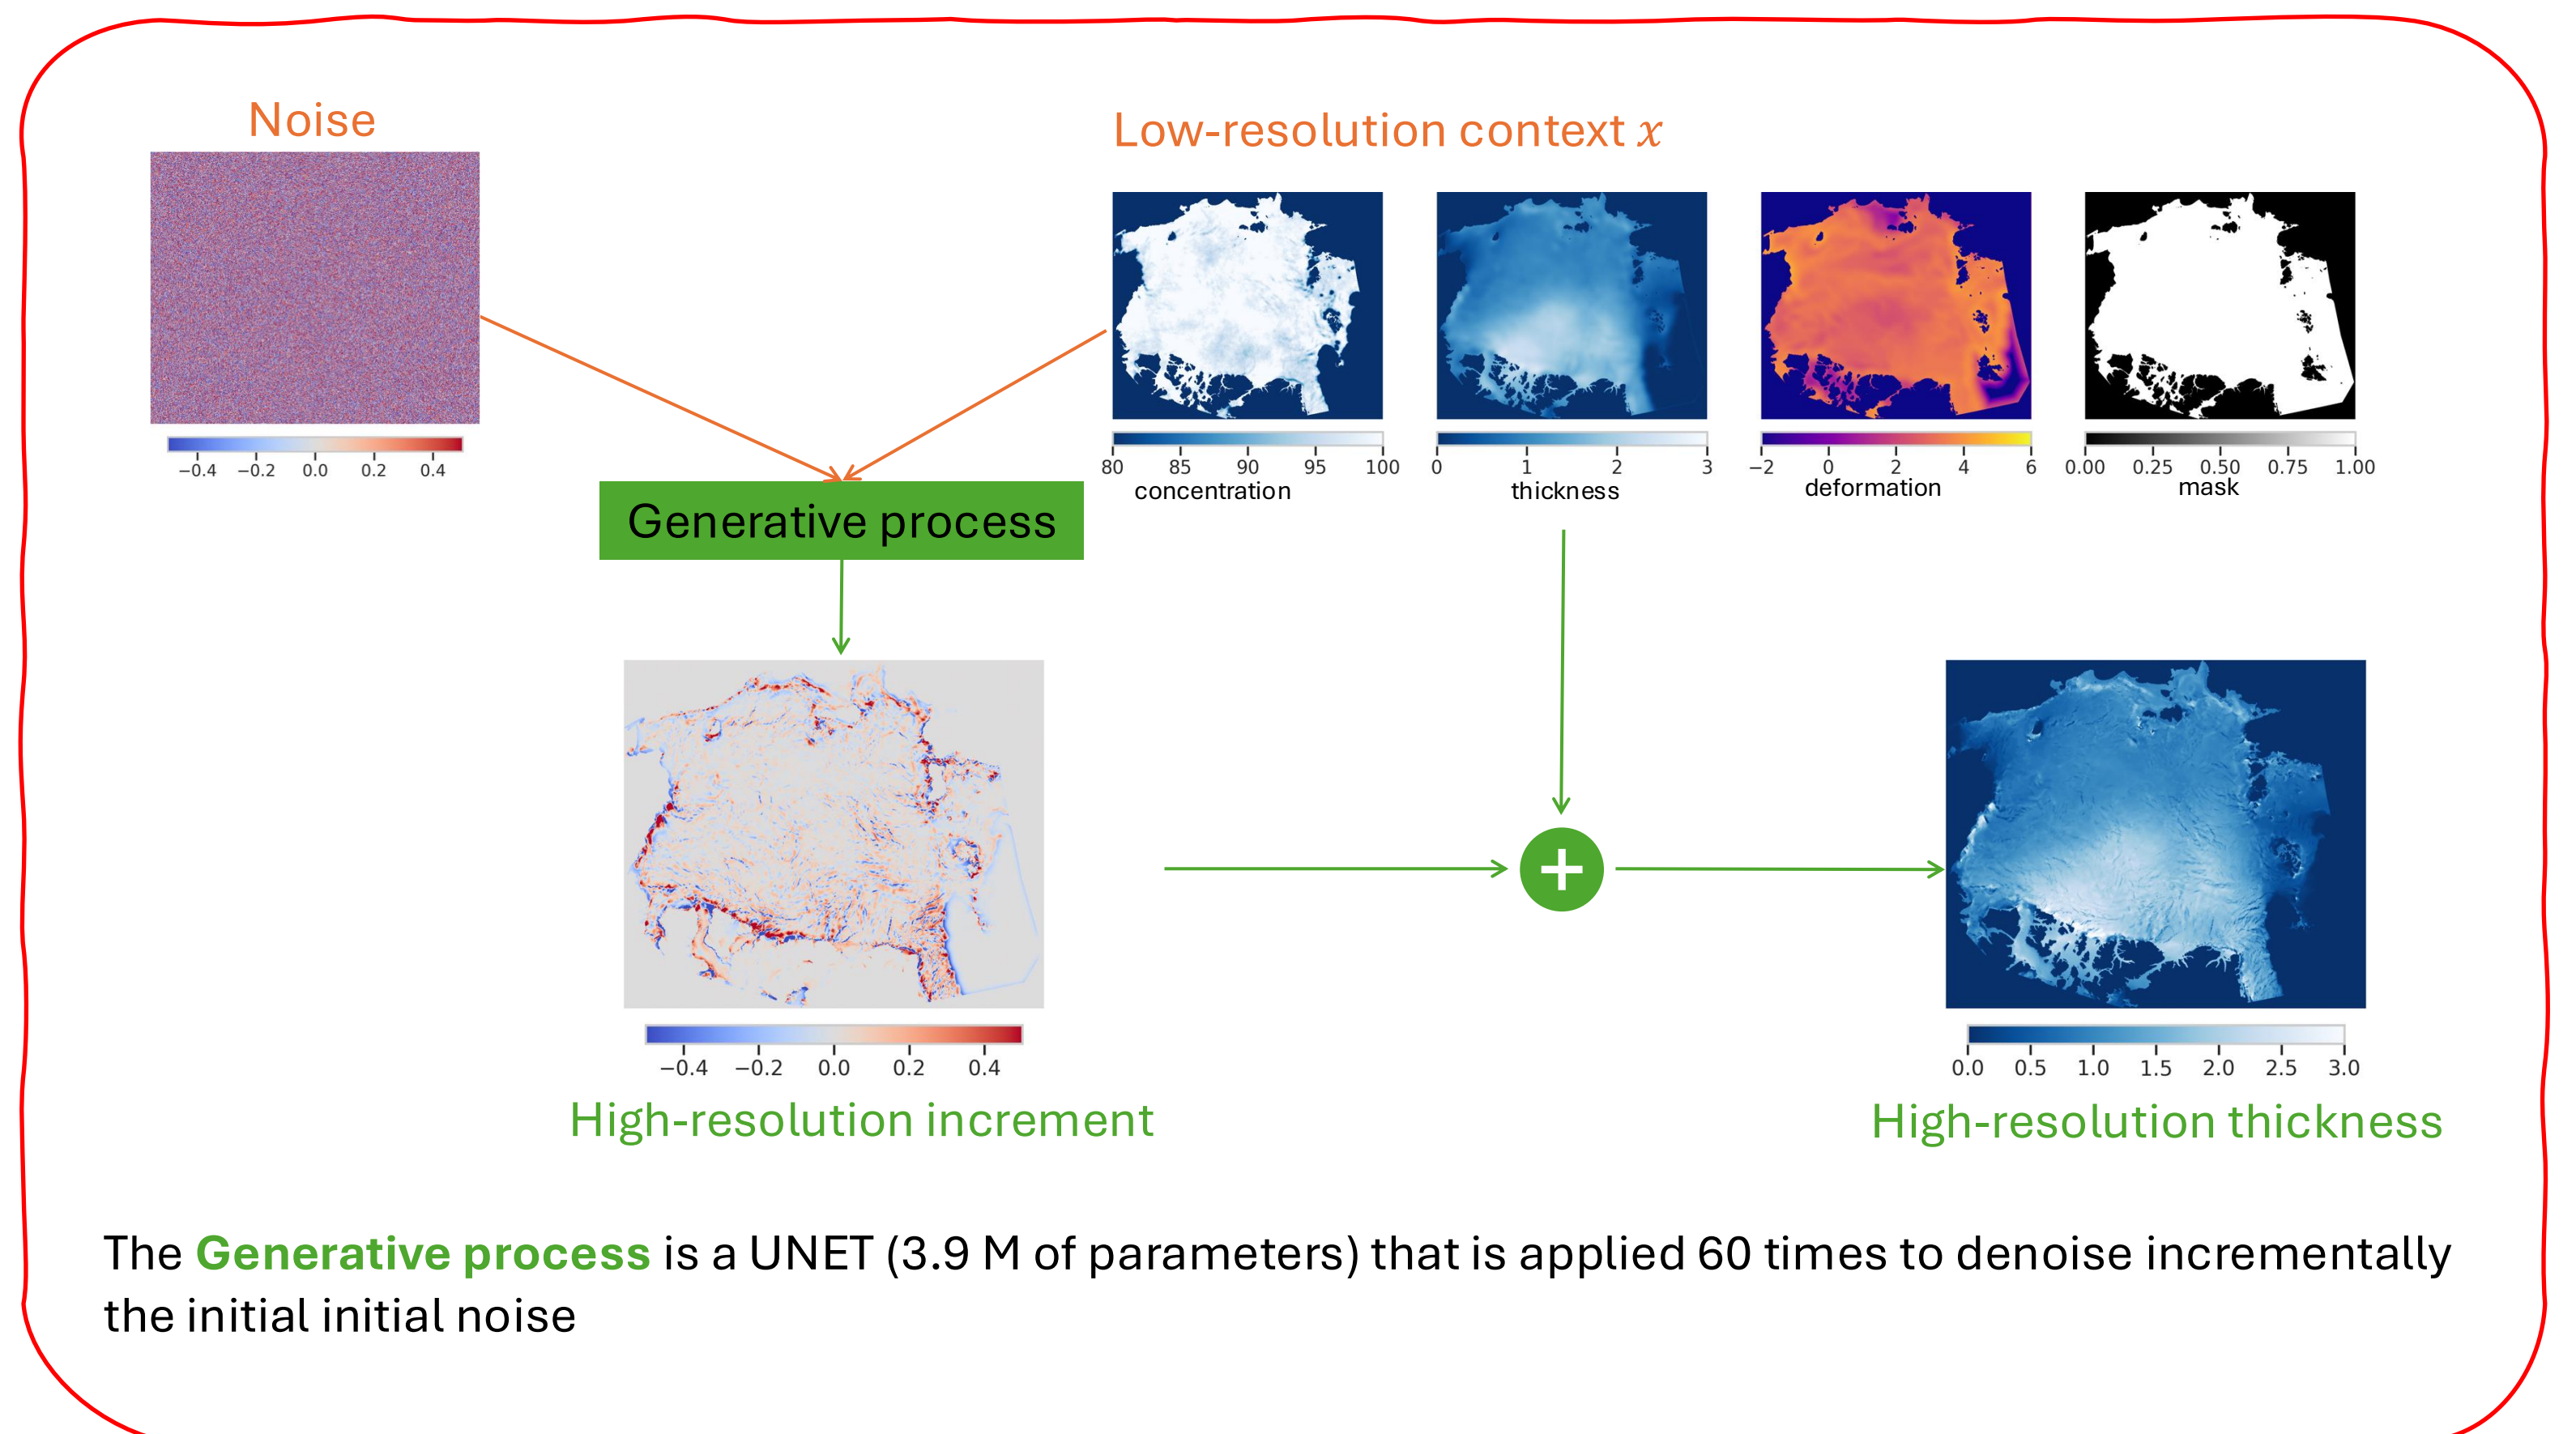 Noise
Low-resolution context x
−0.4 −0.2 0.0 0.2 0.4
80 85 90 95 100
concentration
0 1 2 3
thickness
−2 0 2 4 6
deformation
0.00 0.25 0.50 0.75 1.00
mask
Generative process
+
−0.4 −0.2 0.0 0.2 0.4
High-resolution increment
0.0 0.5 1.0 1.5 2.0 2.5 3.0
High-resolution thickness
The Generative process is a UNET (3.9 M of parameters) that is applied 60 times to denoise incrementally
the initial initial noise